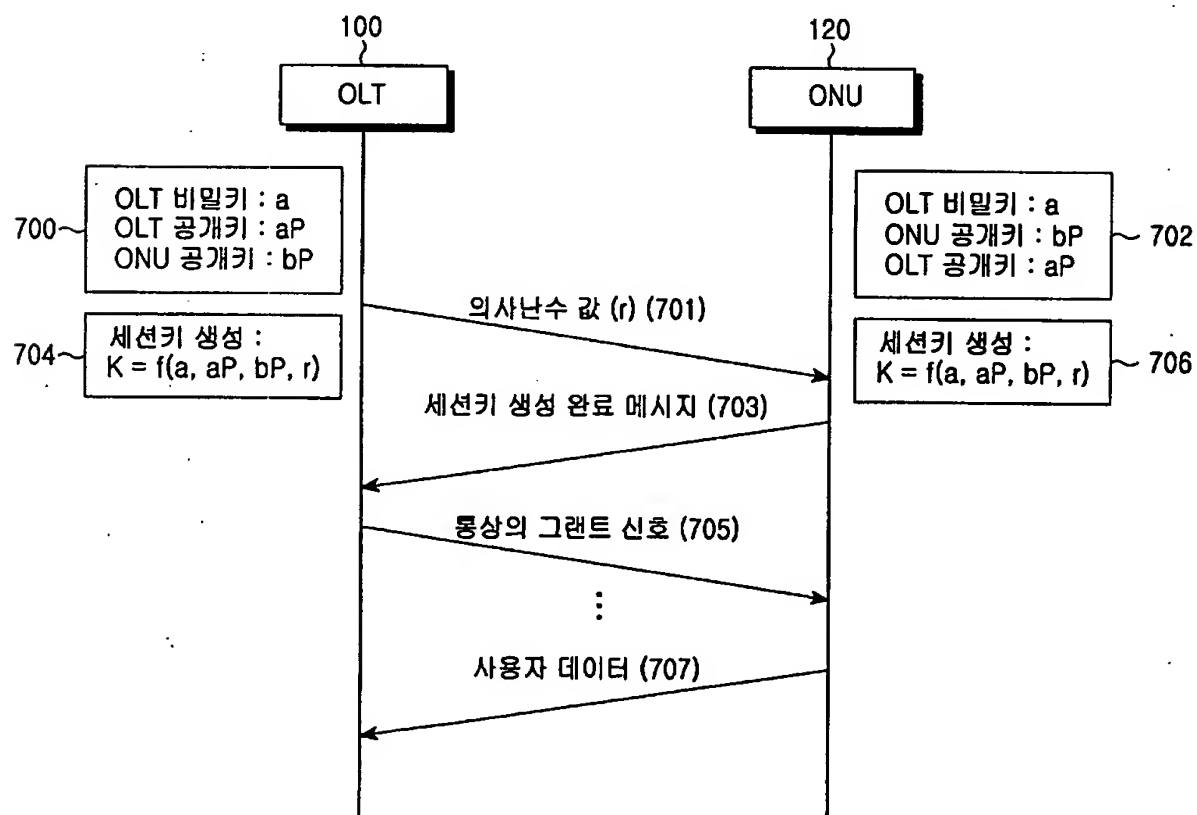 100
120
OLT
ONU
700
OLT 비밀키 : a
OLT 공개키 : aP
ONU 공개키 : bP
OLT 비밀키 : a
ONU 공개키 : bP
OLT 공개키 : aP
702
의사난수 값 (r) (701)
704
세션키 생성 :
K = f(a, aP, bP, r)
세션키 생성 :
K = f(a, aP, bP, r)
706
세션키 생성 완료 메시지 (703)
통상의 그랜트 신호 (705)
사용자 데이터 (707)